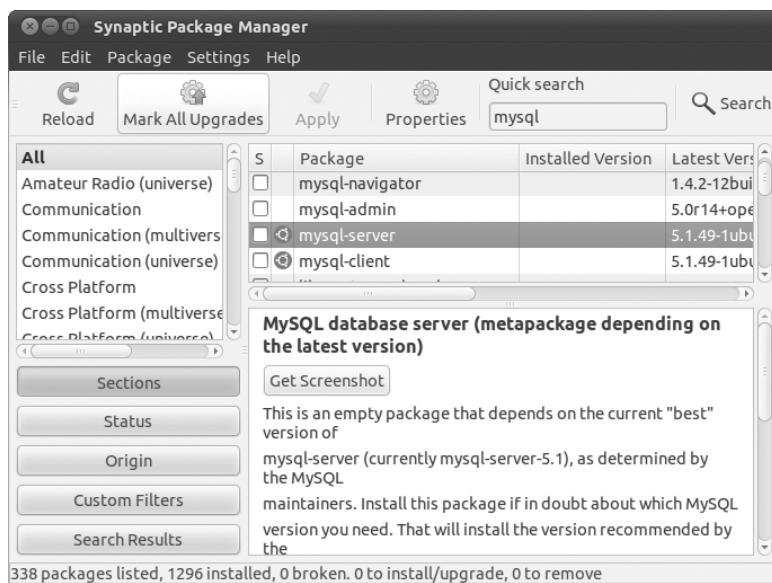 Synaptic Package Manager
File Edit Package Settings Help
Quick search
Reload Mark All Upgrades Apply Properties mysql Search
All
Amateur Radio (universe)
Communication
Communication (multivers
Communication (universe)
Cross Platform
Cross Platform (multiverse
Cross Platform (universe)
S Package Installed Version Latest Vers
mysql-navigator 1.4.2-12bui
mysql-admin 5.0r14+ope
mysql-server 5.1.49-1ubu
mysql-client 5.1.49-1ubu
Sections
Status
Origin
Custom Filters
Search Results
MySQL database server (metapackage depending on
the latest version)
Get Screenshot
This is an empty package that depends on the current "best"
version of
mysql-server (currently mysql-server-5.1), as determined by
the MySQL
maintainers. Install this package if in doubt about which MySQL
version you need. That will install the version recommended by
the
338 packages listed, 1296 installed, 0 broken. 0 to install/upgrade, 0 to remove